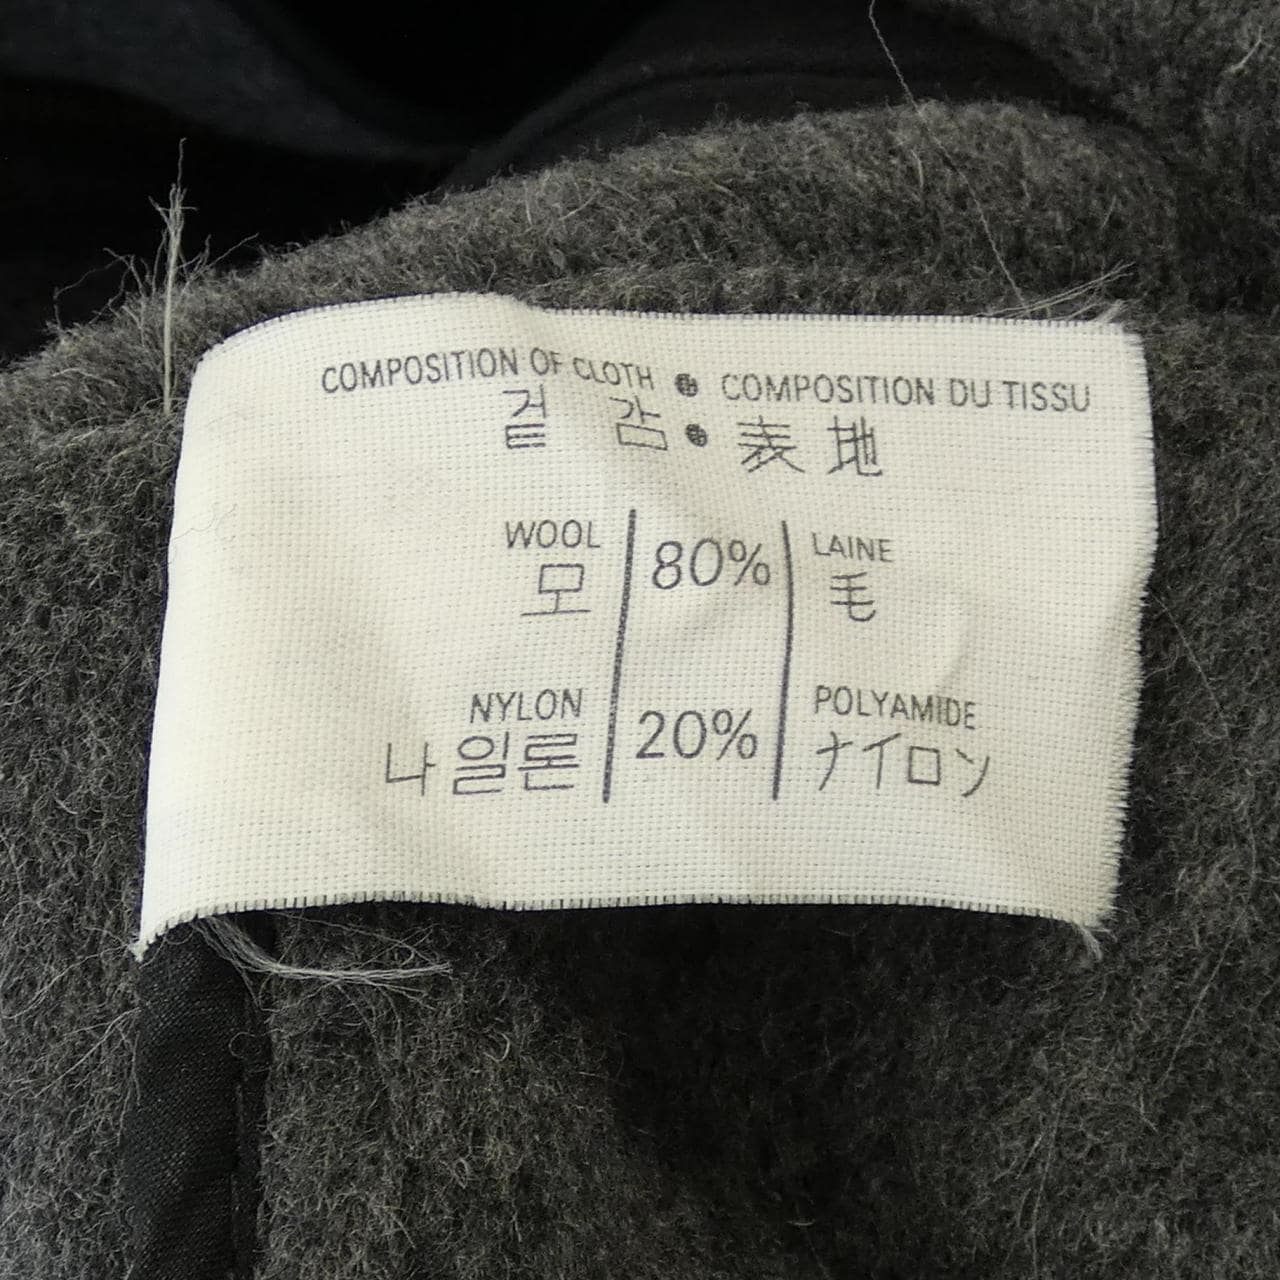 COMPOSITION OF CLOTH ● COMPOSITION DU TISSU
겉 감 ● 表地
WOOL 80% LAINE
모 毛
NYLON 20% POLYAMIDE
나일론 ナイロン